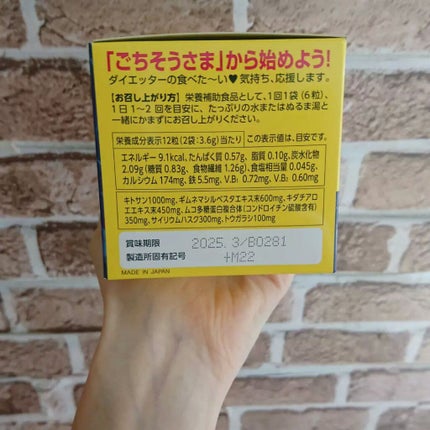 「ごちそうさま」から始めよう!
ダイエッターの食べた〜い♥気持ち、応援します。
【お召し上がり方】栄養補助食品として、1回1袋(6粒)、
1日1〜2 回を目安に、たっぷりの水またはぬるま湯と
一緒にかまずにお召し上がりください。
栄養成分表示12粒(2袋:3.6g)当たり この表示値は、目安です。
エネルギー 9.1kcal、たんぱく質 0.57g、脂質 0.10g、炭水化物
2.09g(糖質 0.83g、食物繊維 1.26g)、食塩相当量 0.045g、
カルシウム 174mg、鉄 5.5mg、V.B₁ 0.72mg、V.B₂ 0.60mg
キトサン1000mg、ギムネマシルベスタエキス末600mg、キダチアロ
エエキス末450mg、ムコ多糖蛋白複合体(コンドロイチン硫酸含有)
350mg、サイリウムハスク300mg、トウガラシ100mg
賞味期限 2025. 3/B0281
製造所固有記号 +M22
MADE IN JAPAN